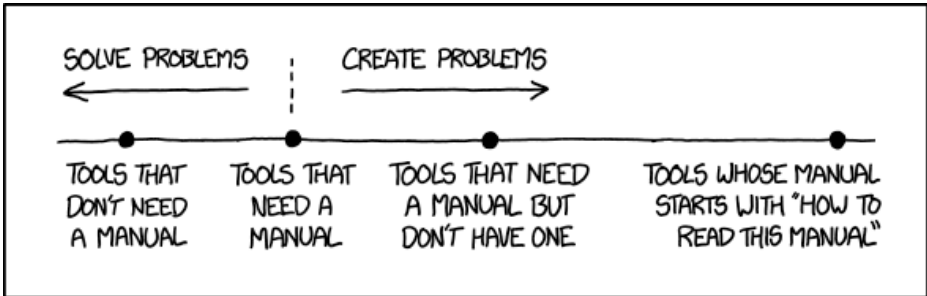 SOLVE PROBLEMS
CREATE PROBLEMS
TOOLS THAT
DON'T NEED
A MANUAL
TOOLS THAT
NEED A
MANUAL
TOOLS THAT NEED
A MANUAL BUT
DON'T HAVE ONE
TOOLS WHOSE MANUAL
STARTS WITH "HOW TO
READ THIS MANUAL"